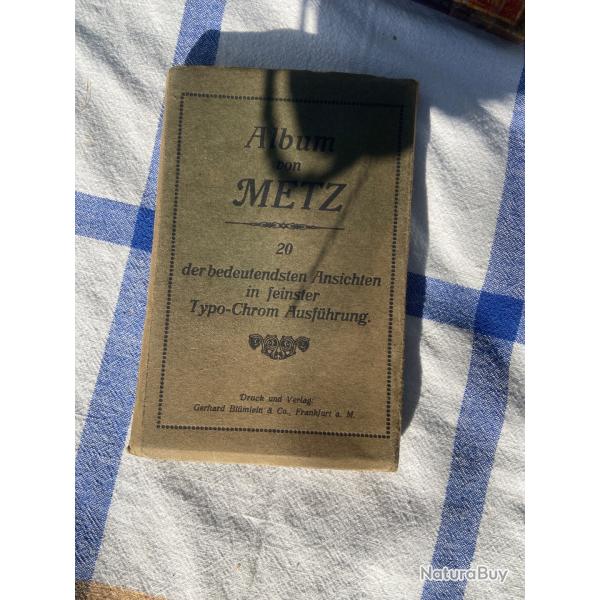 Album
von
METZ
20
der bedeutendsten Ansichten
in feinster
Typo-Chrom Ausführung.
Druck und Verlag:
Gerhard Blümlein & Co., Frankfurt a. M.
NaturaBuy